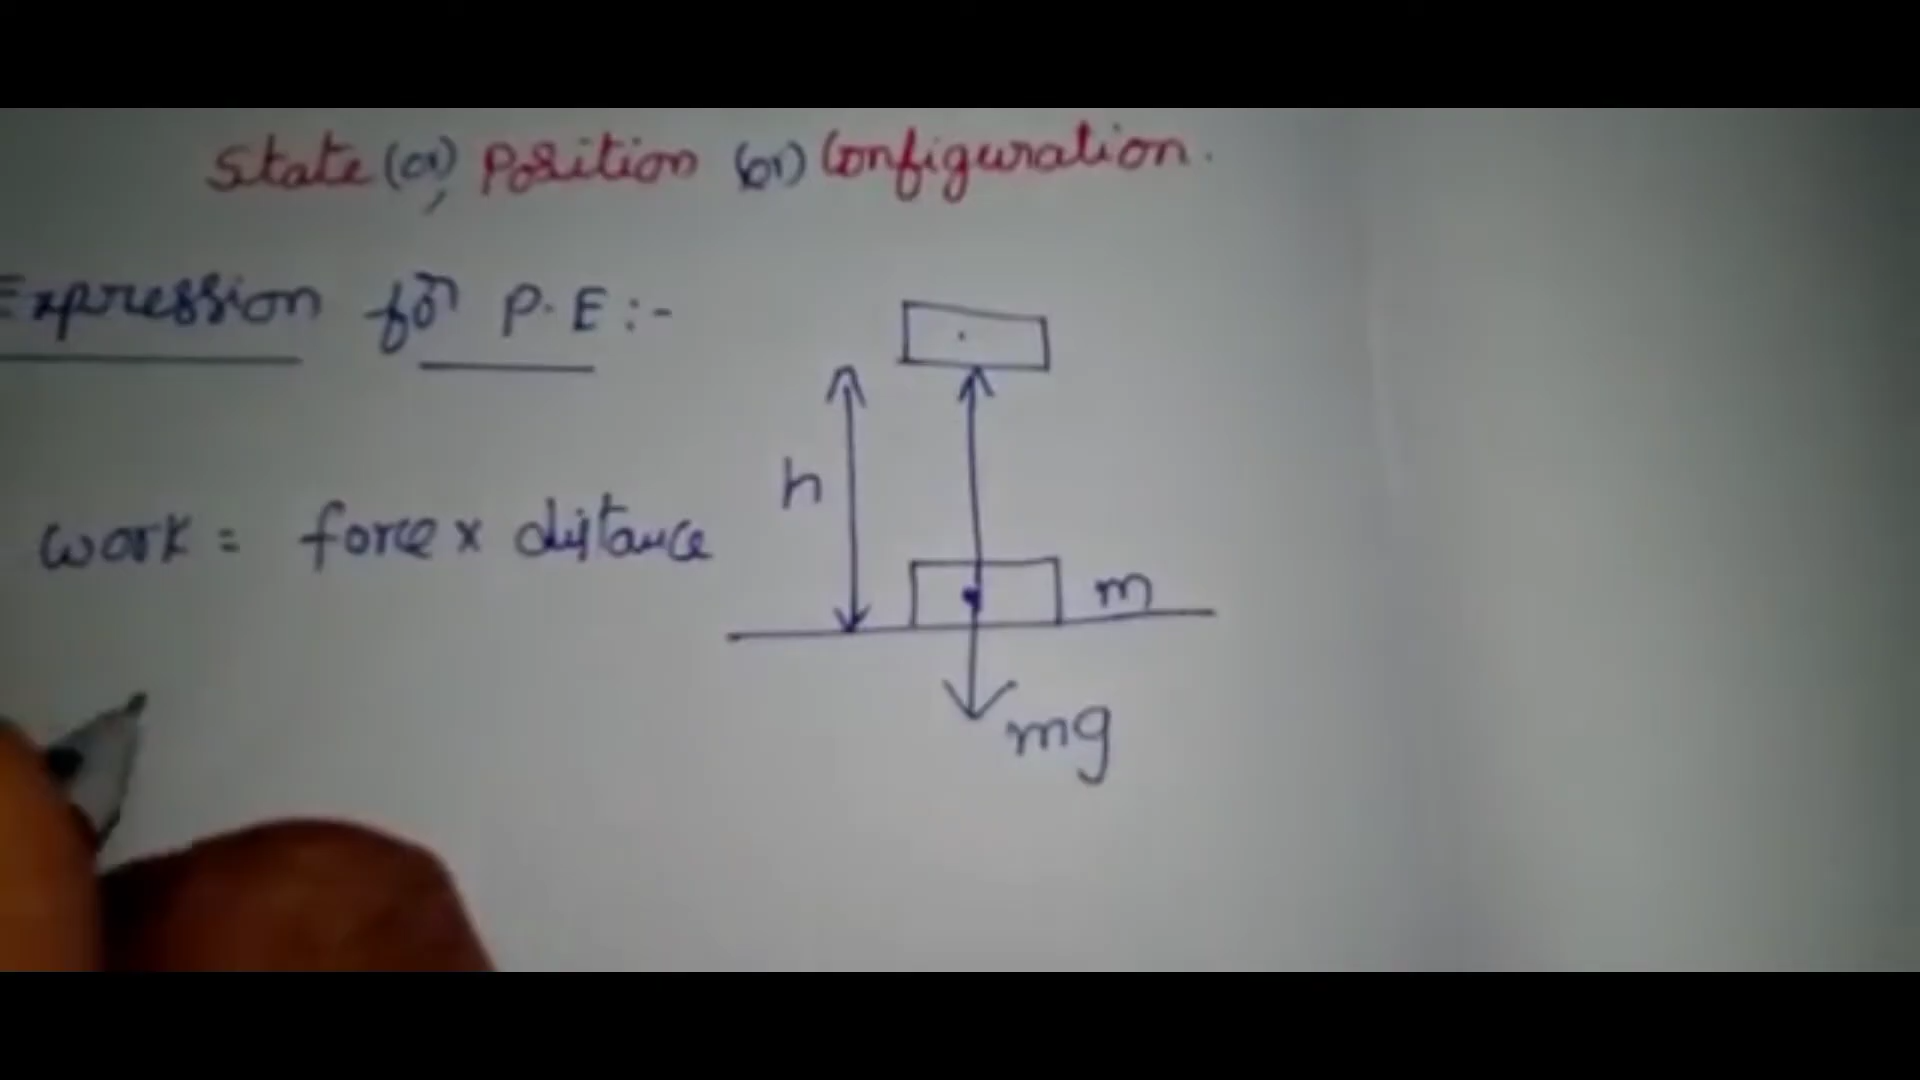 State (or) Position (or) Configuration.
Expression for P.E :-
h
work = force x distance
m
mg